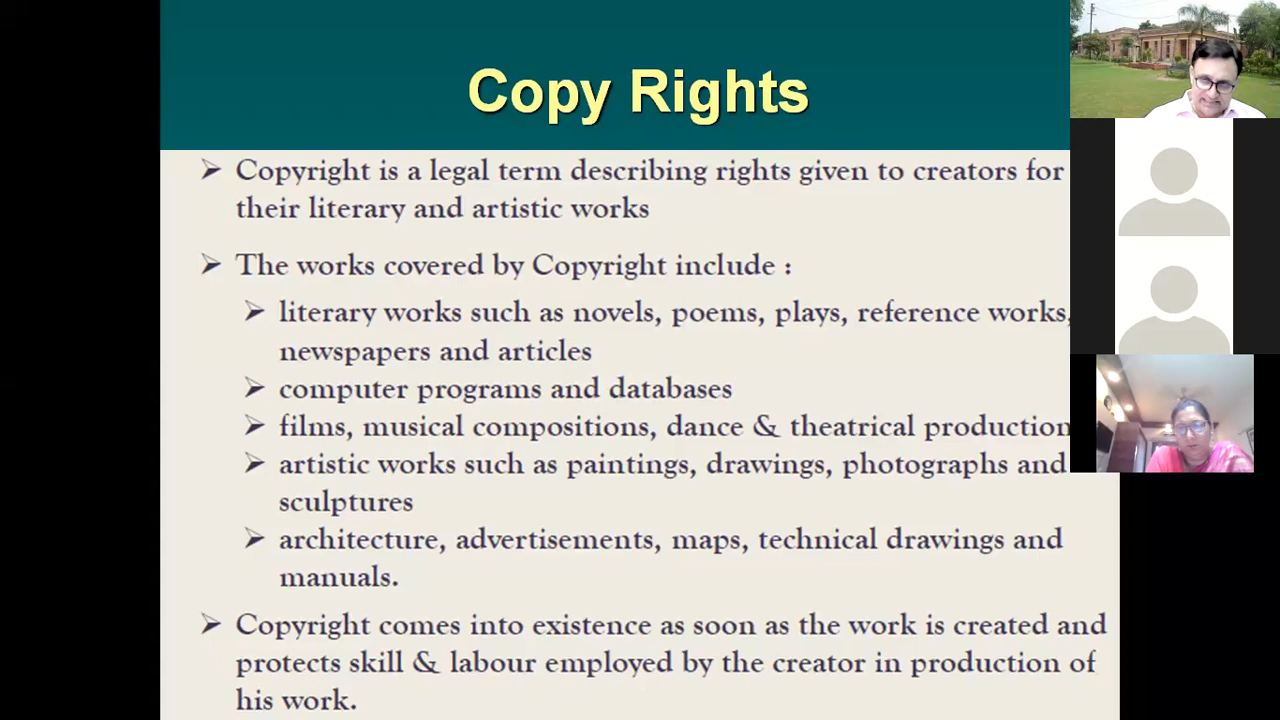 Copy Rights
Copyright is a legal term describing rights given to creators for
their literary and artistic works
The works covered by Copyright include :
literary works such as novels, poems, plays, reference works,
newspapers and articles
computer programs and databases
films, musical compositions, dance & theatrical production
artistic works such as paintings, drawings, photographs and
sculptures
architecture, advertisements, maps, technical drawings and
manuals.
Copyright comes into existence as soon as the work is created and
protects skill & labour employed by the creator in production of
his work.